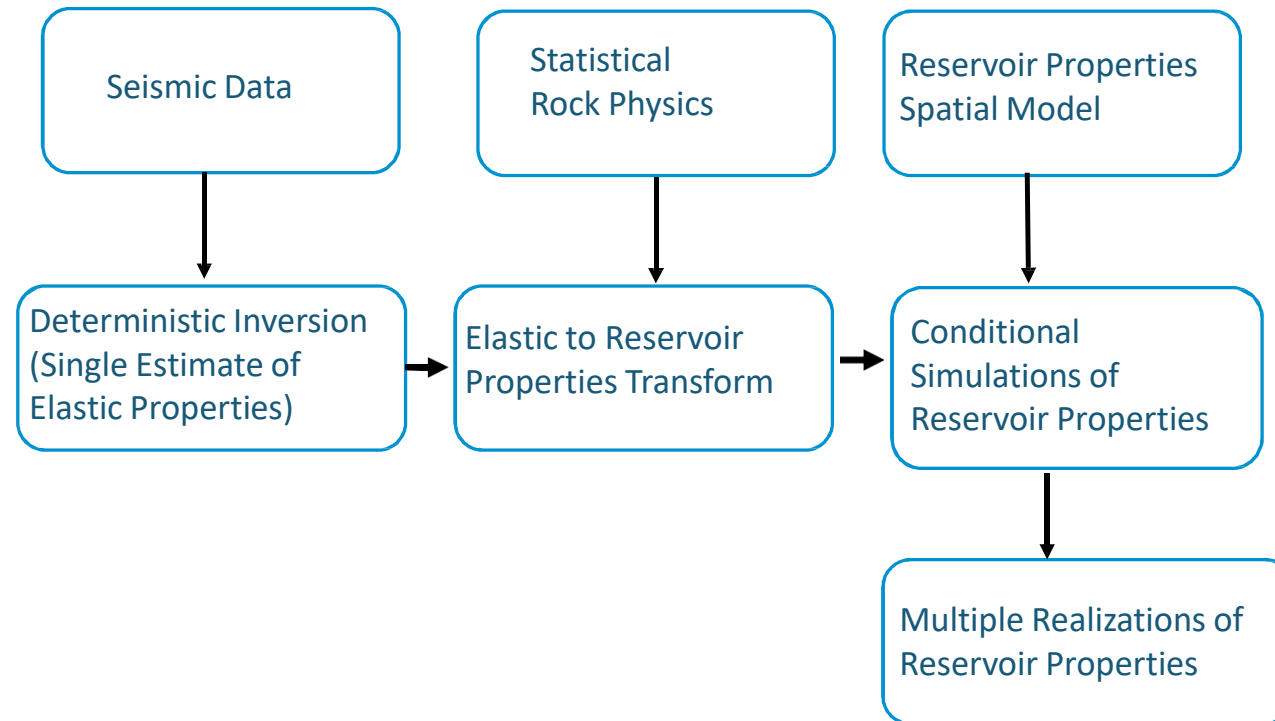 Seismic Data
Statistical
Rock Physics
Reservoir Properties
Spatial Model
Deterministic Inversion
(Single Estimate of
Elastic Properties)
Elastic to Reservoir
Properties Transform
Conditional
Simulations of
Reservoir Properties
Multiple Realizations of
Reservoir Properties